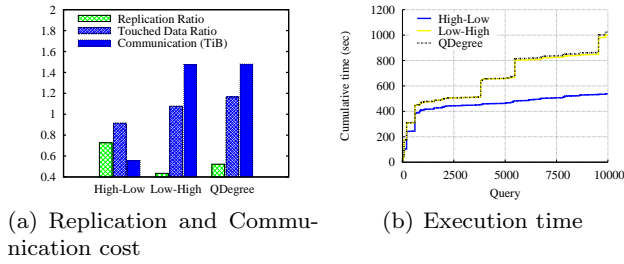 Replication Ratio
Touched Data Ratio
Communication (TiB)
2
1.8
1.6
1.4
1.2
1
0.8
0.6
0.4
High-Low Low-High QDegree
(a) Replication and Commu-
nication cost
High-Low
Low-High
QDegree
Cumulative time (sec)
1200
1000
800
600
400
200
0
2500 5000 7500 10000
Query
(b) Execution time